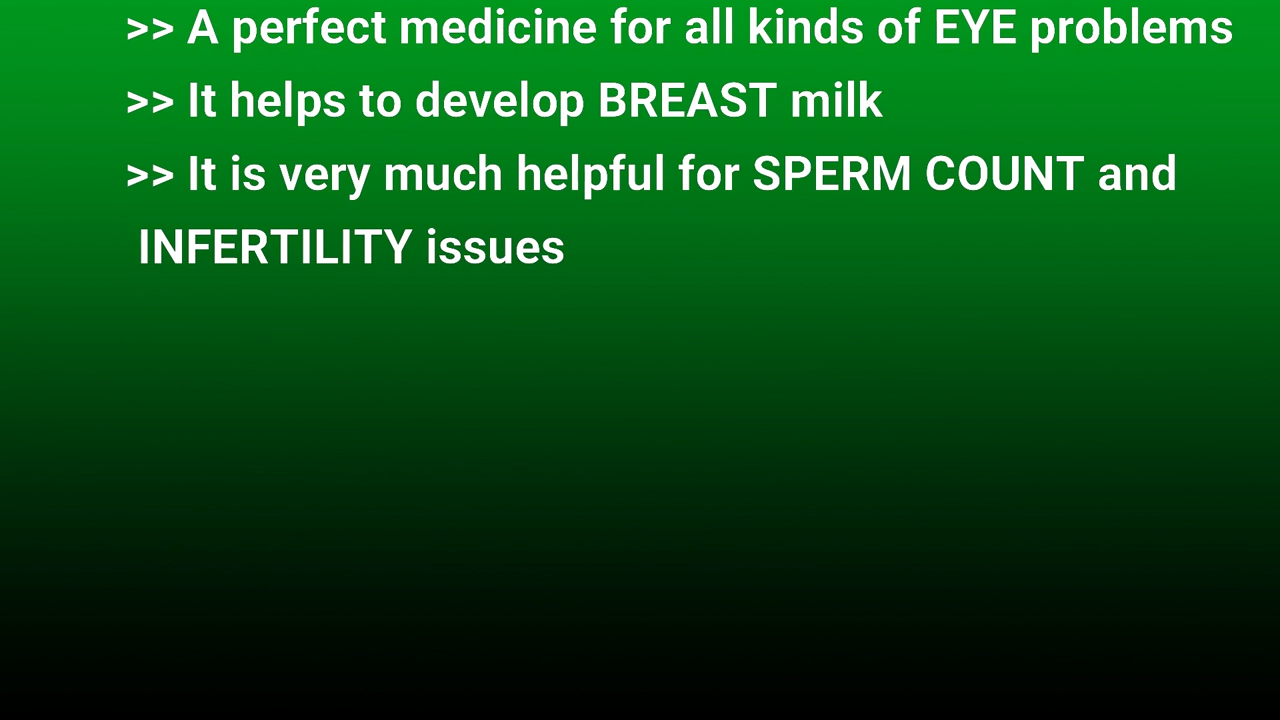 >> A perfect medicine for all kinds of EYE problems
>> It helps to develop BREAST milk
>> It is very much helpful for SPERM COUNT and
INFERTILITY issues